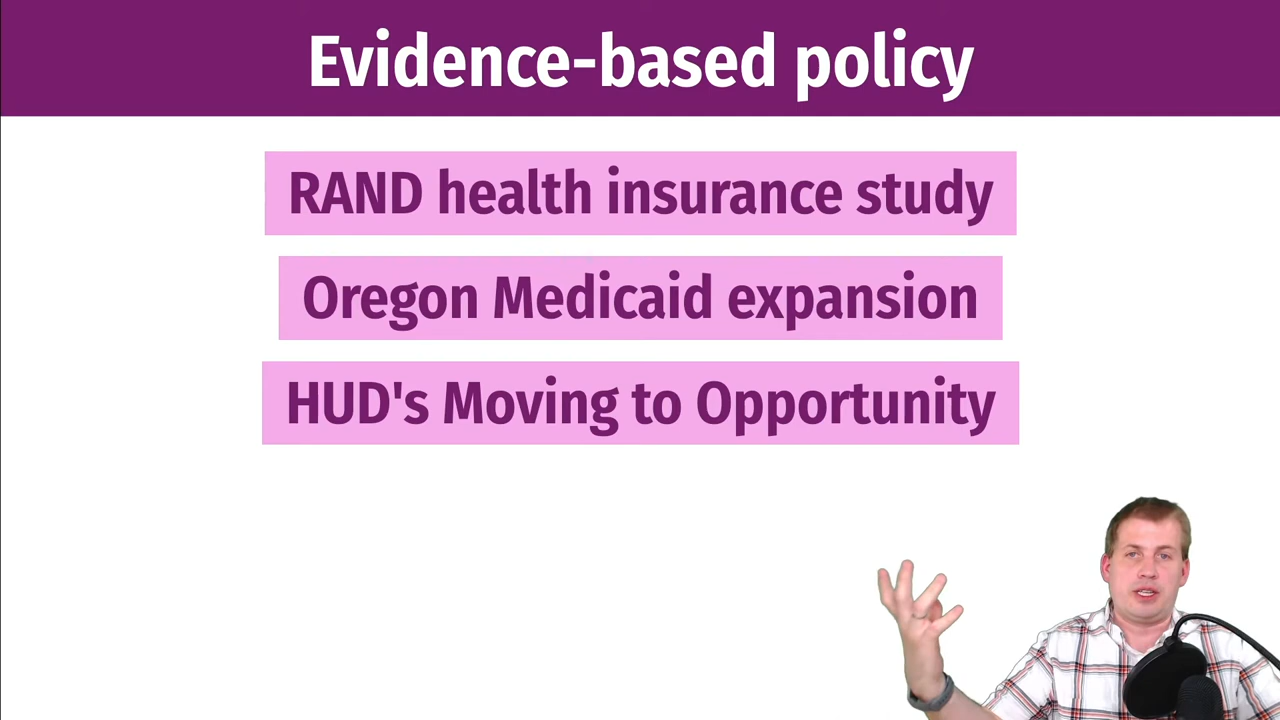 Evidence-based policy
RAND health insurance study
Oregon Medicaid expansion
HUD's Moving to Opportunity